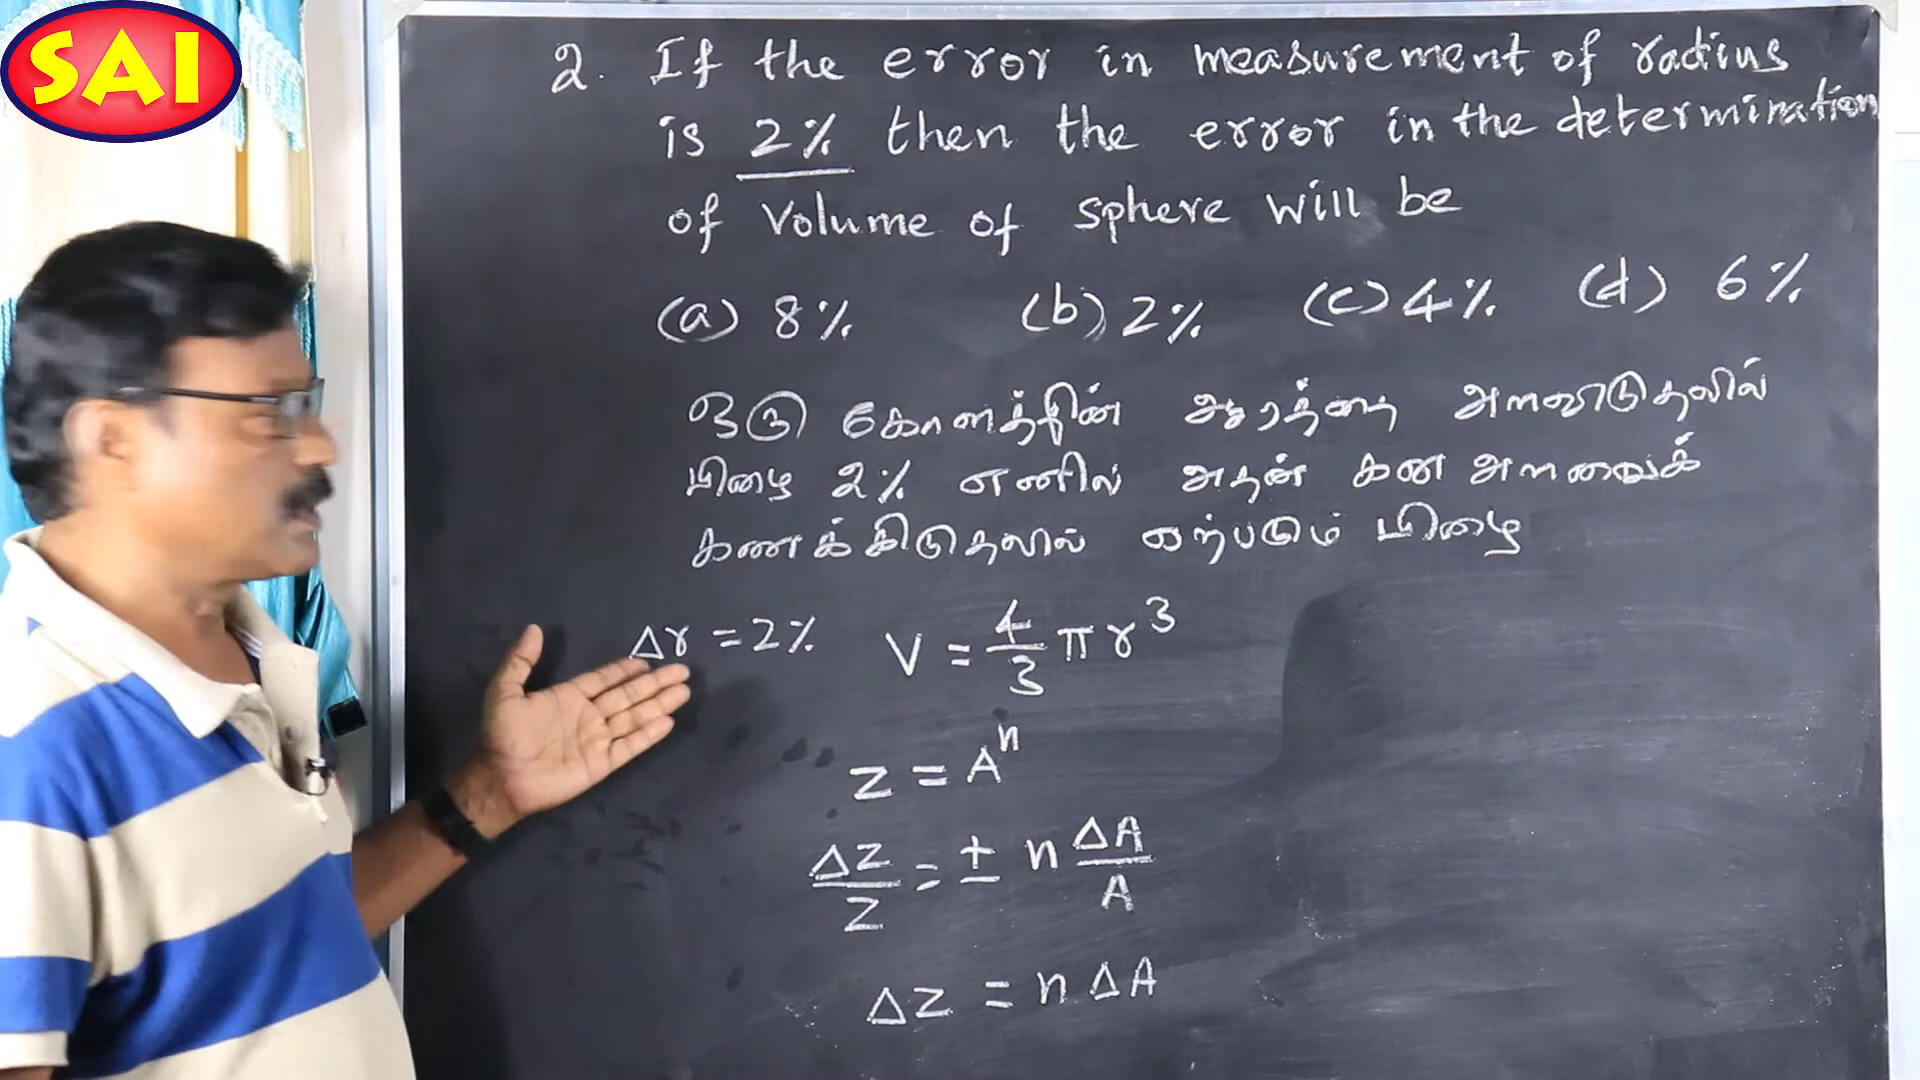 SAI
2. If the error in measurement of radius
is 2% then the error in the determination
of Volume of sphere will be
(a) 8% (b) 2% (c) 4% (d) 6%
ஒரு கோளத்தின் ஆரத்தை அளவிடுதலில்
பிழை 2% எனில் அதன் கன அளவைக்
கணக்கிடுதலில் ஏற்படும் பிழை
Δr = 2% V = 4/3 πr³
Z = Aⁿ
ΔZ/Z = ± n ΔA/A
ΔZ = n ΔA